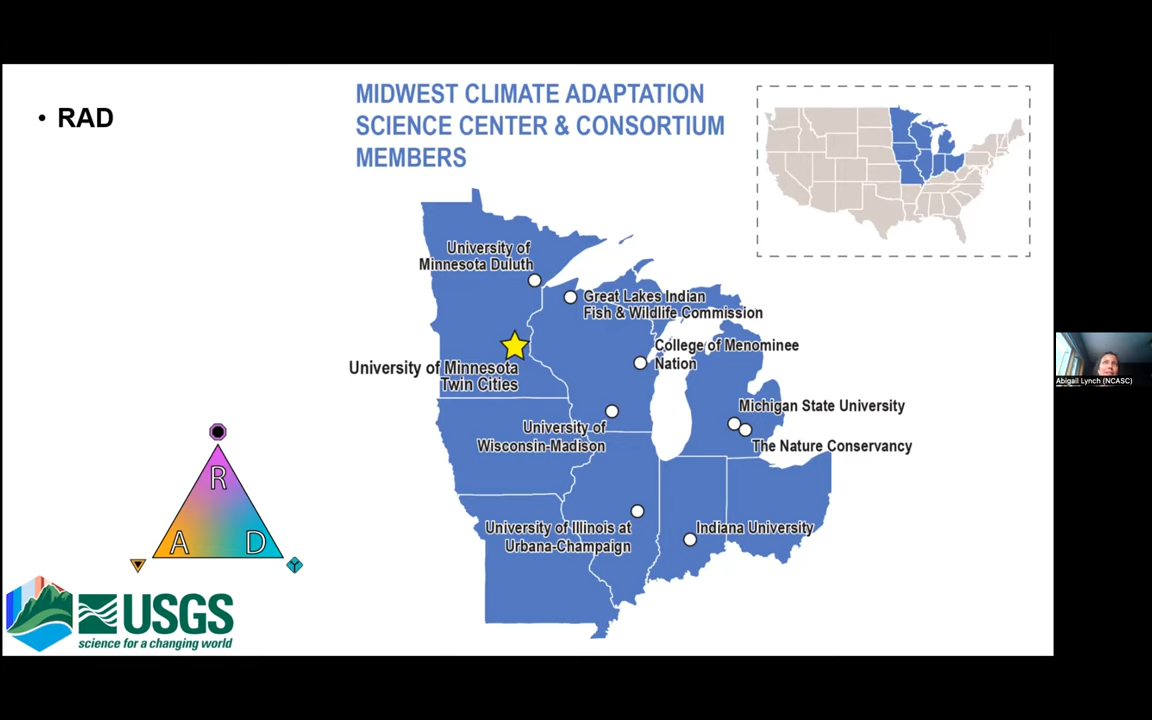 • RAD
MIDWEST CLIMATE ADAPTATION
SCIENCE CENTER & CONSORTIUM
MEMBERS
University of
Minnesota Duluth
Great Lakes Indian
Fish & Wildlife Commission
College of Menominee
Nation
University of Minnesota
Twin Cities
Michigan State University
University of
Wisconsin-Madison
The Nature Conservancy
University of Illinois at
Urbana-Champaign
Indiana University
R
A D
USGS
science for a changing world
Abigail Lynch (NCASC)